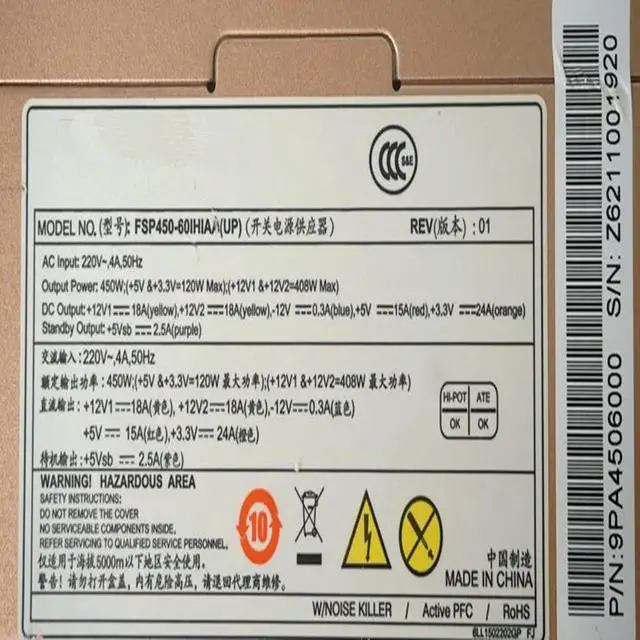 CCC S&E
MODEL NO.(型号): FSP450-60IHIA/\(UP) (开关电源供应器) REV(版本) : 01
AC Input: 220V~,4A,50Hz
Output Power: 450W;(+5V &+3.3V=120W Max);(+12V1 &+12V2=408W Max)
DC Output:+12V1⎓18A(yellow),+12V2⎓18A(yellow),-12V⎓0.3A(blue),+5V⎓15A(red),+3.3V⎓24A(orange)
Standby Output:+5Vsb⎓2.5A(purple)
交流输入 : 220V~,4A,50Hz
额定输出功率 : 450W;(+5V &+3.3V=120W 最大功率);(+12V1 &+12V2=408W 最大功率)
直流输出 : +12V1⎓18A(黄色), +12V2⎓18A(黄色),-12V⎓0.3A(蓝色)
+5V⎓15A(红色),+3.3V⎓24A(橙色)
待机输出 : +5Vsb⎓2.5A(紫色)
HI-POT ATE
OK OK
WARNING! HAZARDOUS AREA
SAFETY INSTRUCTIONS:
DO NOT REMOVE THE COVER
NO SERVICEABLE COMPONENTS INSIDE.
REFER SERVICING TO QUALIFIED SERVICE PERSONNEL.
仅适用于海拔5000m以下地区安全使用。
警告! 请勿打开盒盖, 内有危险高压, 请退回代理商维修。
10
中国制造
MADE IN CHINA
W/NOISE KILLER / Active PFC / RoHS
6LL1502202GP FJ
P/N:9PA4506000 S/N: Z6211001920